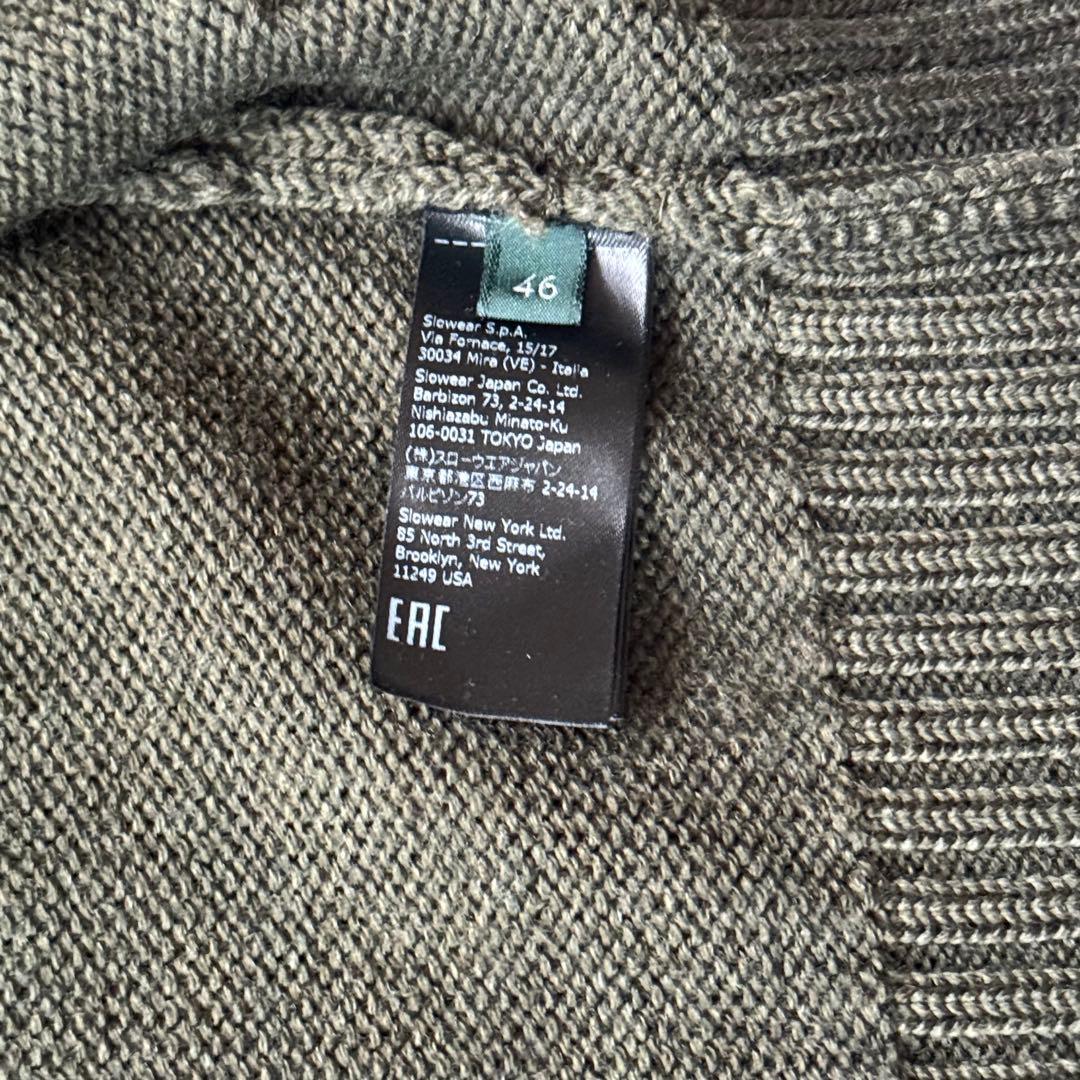 ---
46
Slowear S.p.A.
Via Fornace, 15/17
30034 Mira (VE) - Italia
Slowear Japan Co. Ltd.
Barbizon 73, 2-24-14
Nishiazabu Minato-Ku
106-0031 TOKYO Japan
(株)スローウエアジャパン
東京都港区西麻布 2-24-14
バルビゾン73
Slowear New York Ltd.
85 North 3rd Street,
Brooklyn, New York
11249 USA
EAC